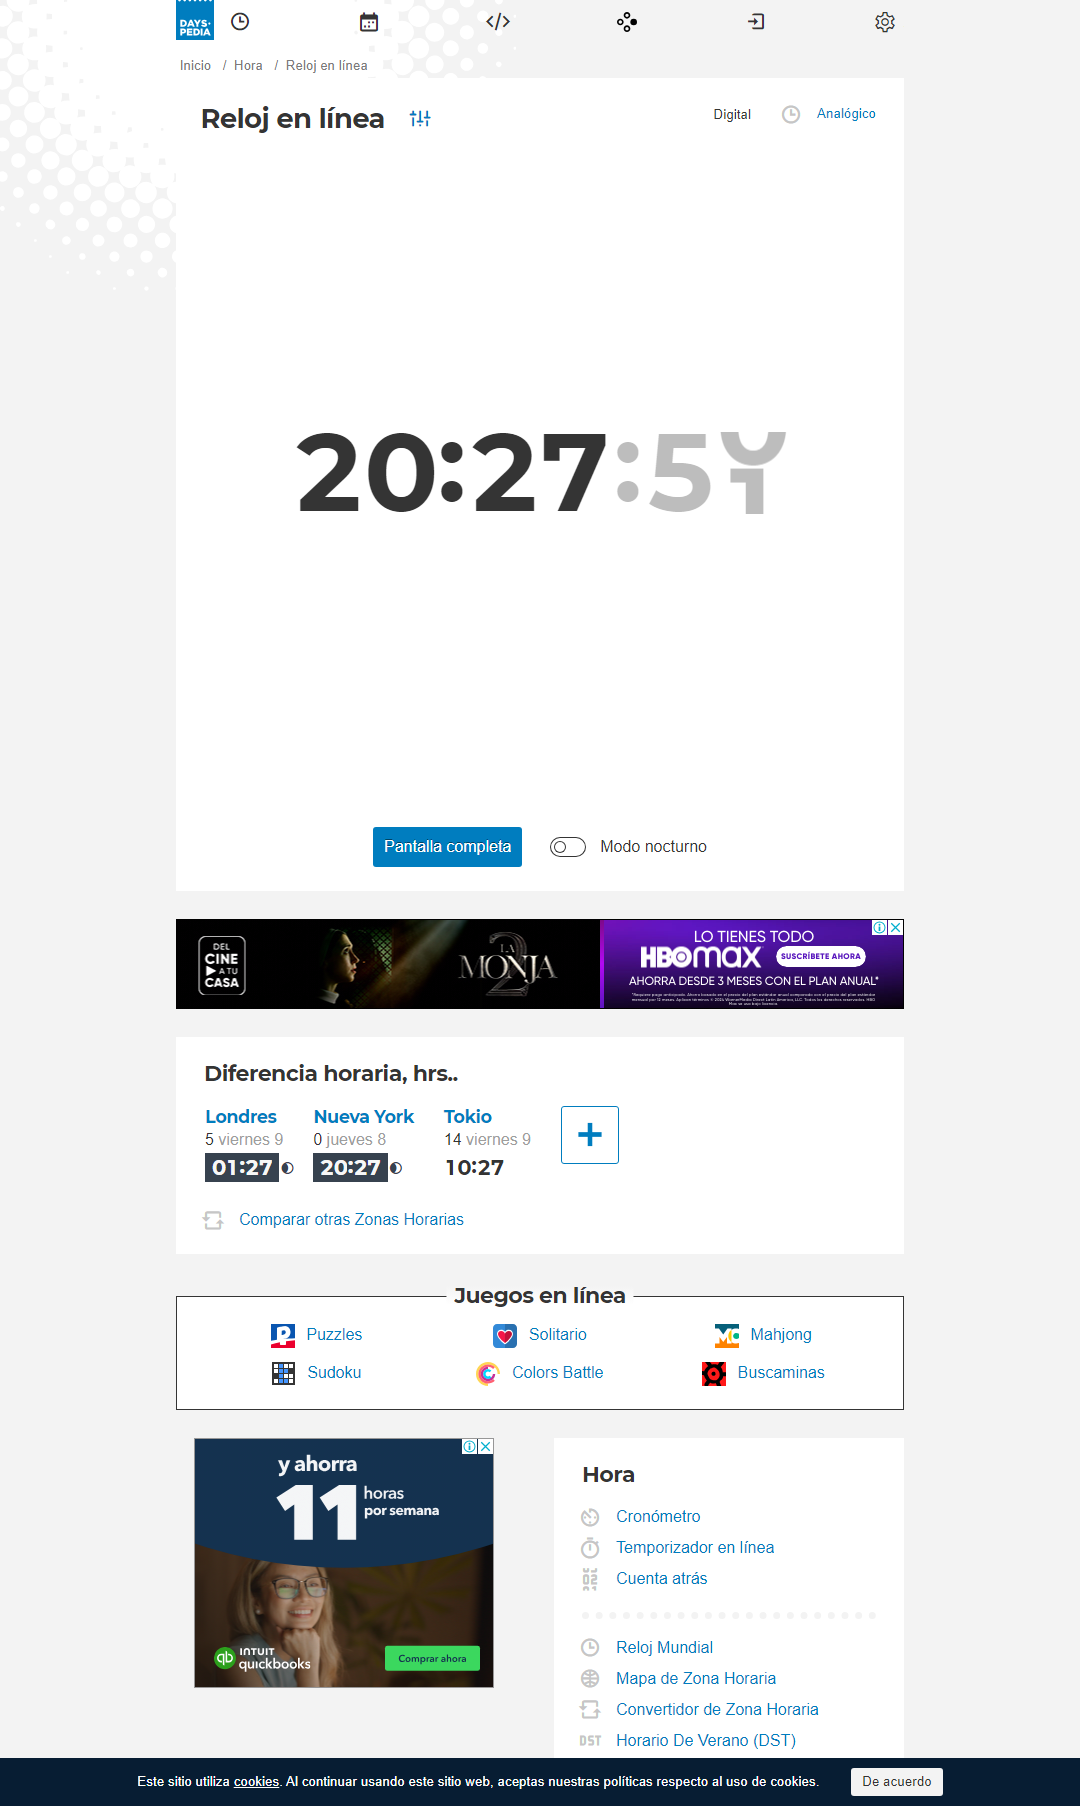 DAYS·
PEDIA
Inicio / Hora / Reloj en línea
Reloj en línea
Digital
Analógico
20:27:5
Pantalla completa
Modo nocturno
DEL
CINE
A TU
CASA
LA
MONJA
2
LO TIENES TODO
HBOmax
SUSCRÍBETE AHORA
AHORRA DESDE 3 MESES CON EL PLAN ANUAL*
Diferencia horaria, hrs..
Londres
5 viernes 9
01:27
Nueva York
0 jueves 8
20:27
Tokio
14 viernes 9
10:27
Comparar otras Zonas Horarias
Juegos en línea
Puzzles
Solitario
Mahjong
Sudoku
Colors Battle
Buscaminas
y ahorra
11 horas
por semana
INTUIT
quickbooks
Comprar ahora
Hora
Cronómetro
Temporizador en línea
Cuenta atrás
Reloj Mundial
Mapa de Zona Horaria
Convertidor de Zona Horaria
DST Horario De Verano (DST)
Este sitio utiliza cookies. Al continuar usando este sitio web, aceptas nuestras políticas respecto al uso de cookies.
De acuerdo